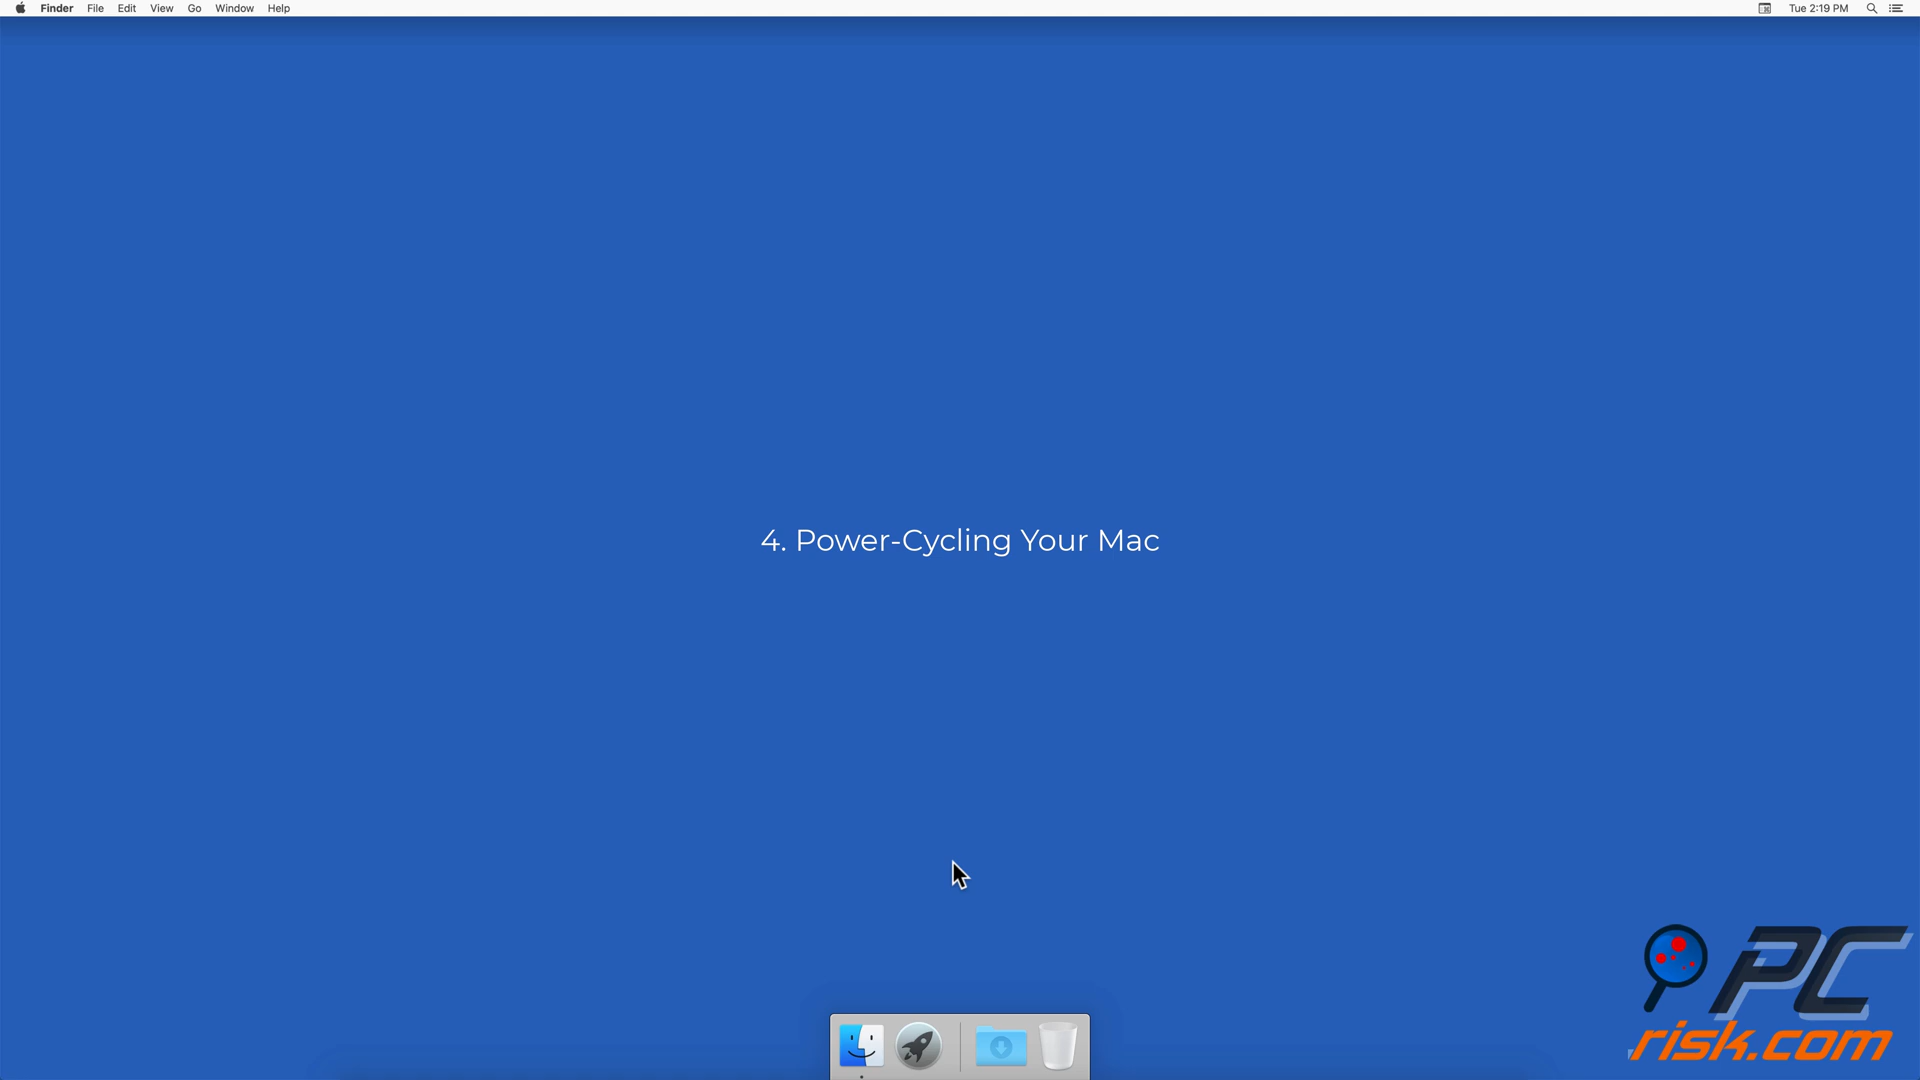 Finder File Edit View Go Window Help Tue 2:19 PM
4. Power-Cycling Your Mac
PC
risk.com